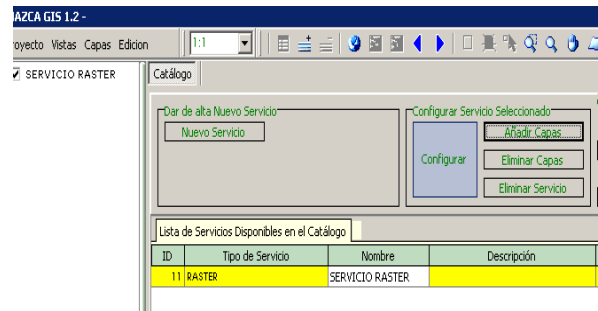 AZCA GIS 1.2 -
royecto Vistas Capas Edicion
1:1
SERVICIO RASTER
Catálogo
Dar de alta Nuevo Servicio
Nuevo Servicio
Configurar Servicio Seleccionado
Configurar
Añadir Capas
Eliminar Capas
Eliminar Servicio
Lista de Servicios Disponibles en el Catálogo
ID Tipo de Servicio Nombre Descripción
11 RASTER SERVICIO RASTER